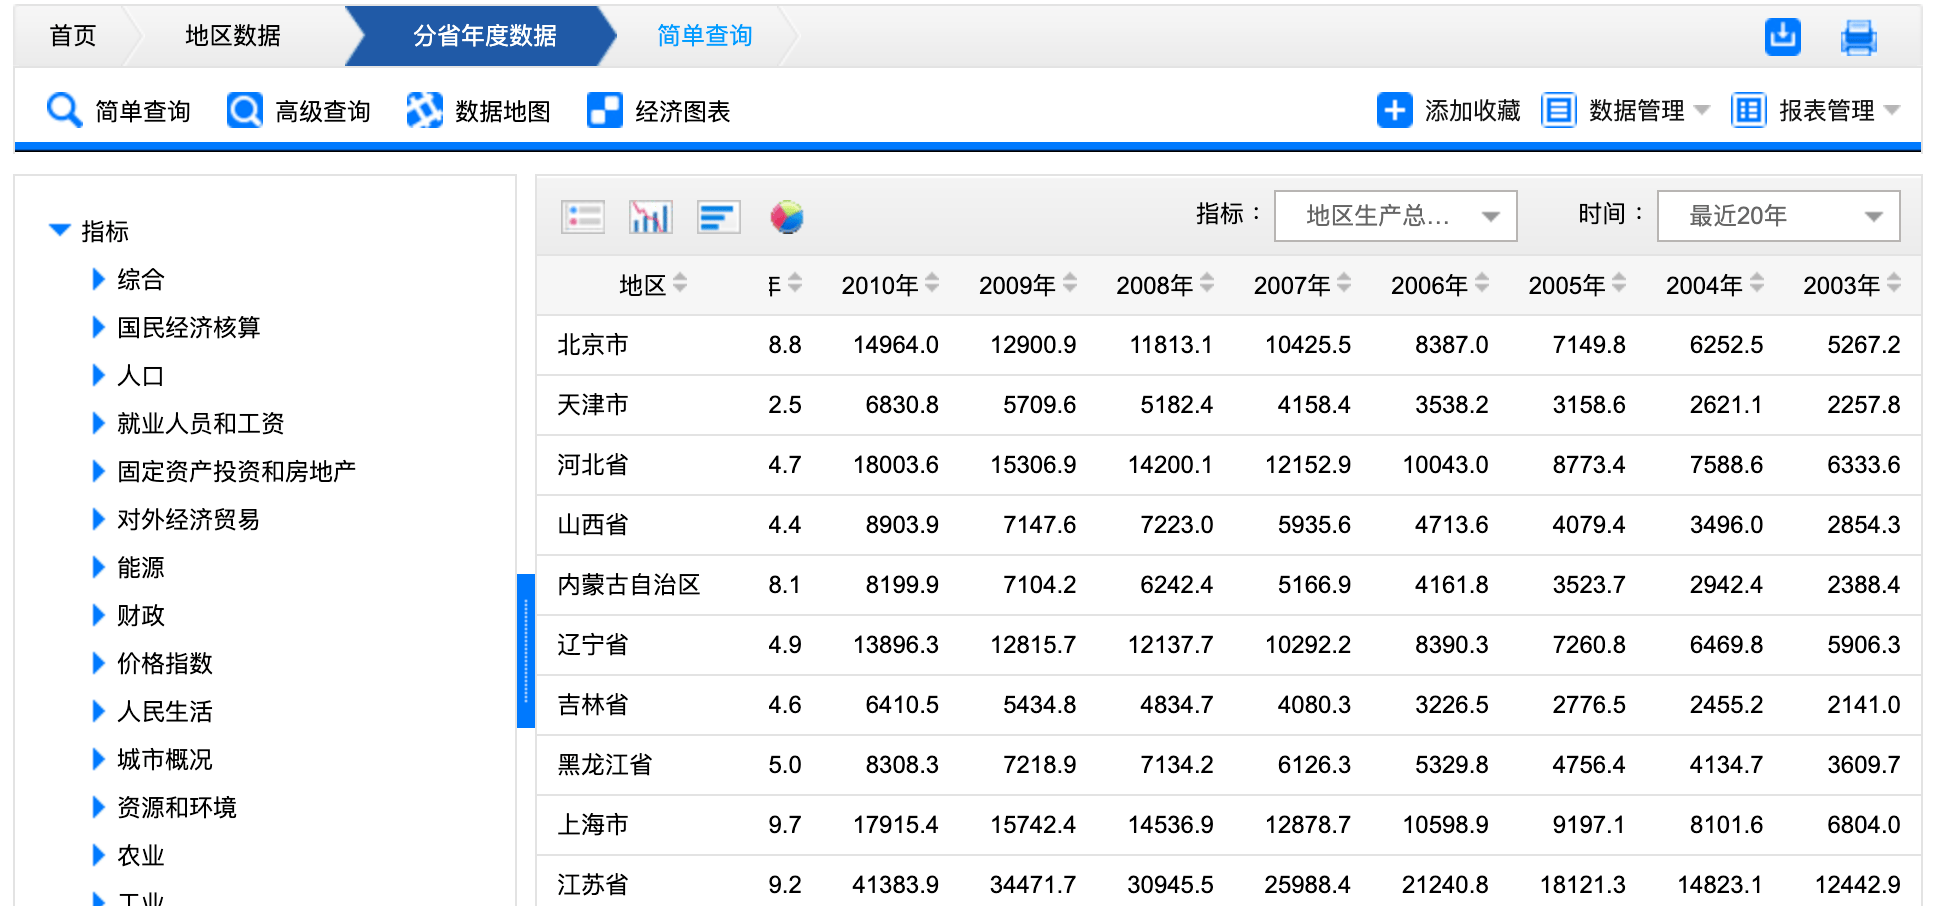 首页 地区数据 分省年度数据 简单查询
简单查询 高级查询 数据地图 经济图表 添加收藏 数据管理 报表管理
指标
综合
国民经济核算
人口
就业人员和工资
固定资产投资和房地产
对外经济贸易
能源
财政
价格指数
人民生活
城市概况
资源和环境
农业
工业
指标： 地区生产总... 时间： 最近20年
地区 年 2010年 2009年 2008年 2007年 2006年 2005年 2004年 2003年
北京市 8.8 14964.0 12900.9 11813.1 10425.5 8387.0 7149.8 6252.5 5267.2
天津市 2.5 6830.8 5709.6 5182.4 4158.4 3538.2 3158.6 2621.1 2257.8
河北省 4.7 18003.6 15306.9 14200.1 12152.9 10043.0 8773.4 7588.6 6333.6
山西省 4.4 8903.9 7147.6 7223.0 5935.6 4713.6 4079.4 3496.0 2854.3
内蒙古自治区 8.1 8199.9 7104.2 6242.4 5166.9 4161.8 3523.7 2942.4 2388.4
辽宁省 4.9 13896.3 12815.7 12137.7 10292.2 8390.3 7260.8 6469.8 5906.3
吉林省 4.6 6410.5 5434.8 4834.7 4080.3 3226.5 2776.5 2455.2 2141.0
黑龙江省 5.0 8308.3 7218.9 7134.2 6126.3 5329.8 4756.4 4134.7 3609.7
上海市 9.7 17915.4 15742.4 14536.9 12878.7 10598.9 9197.1 8101.6 6804.0
江苏省 9.2 41383.9 34471.7 30945.5 25988.4 21240.8 18121.3 14823.1 12442.9